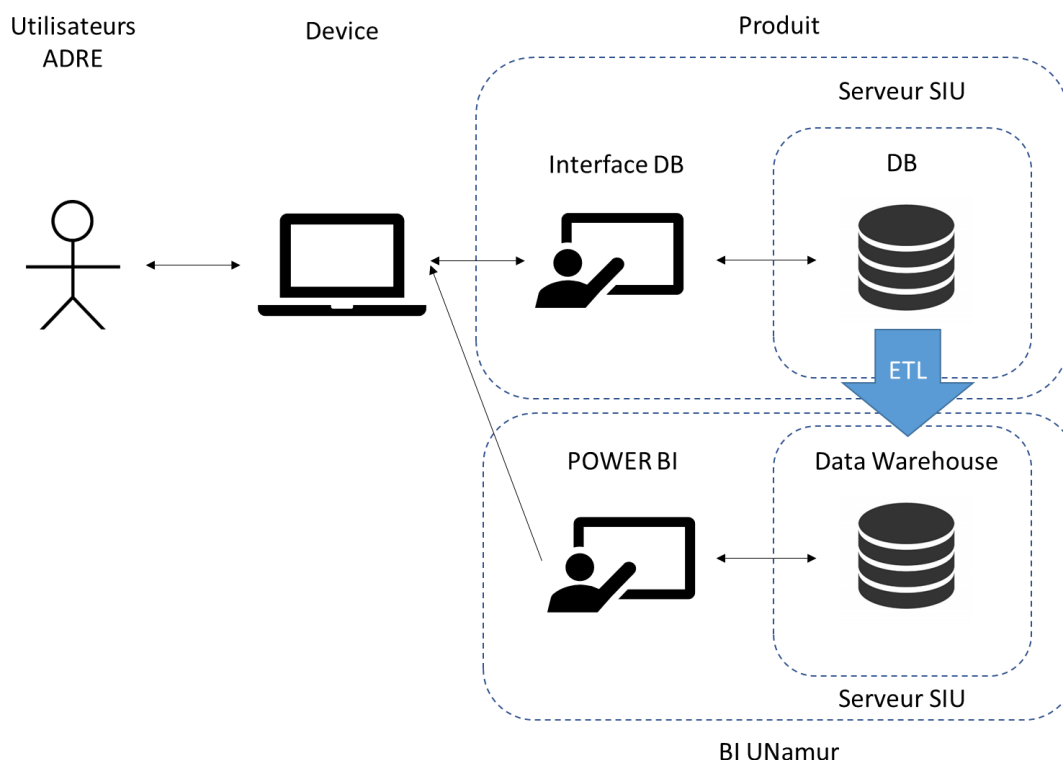 Utilisateurs
ADRE
Device
Produit
Serveur SIU
Interface DB
DB
ETL
POWER BI
Data Warehouse
Serveur SIU
BI UNamur